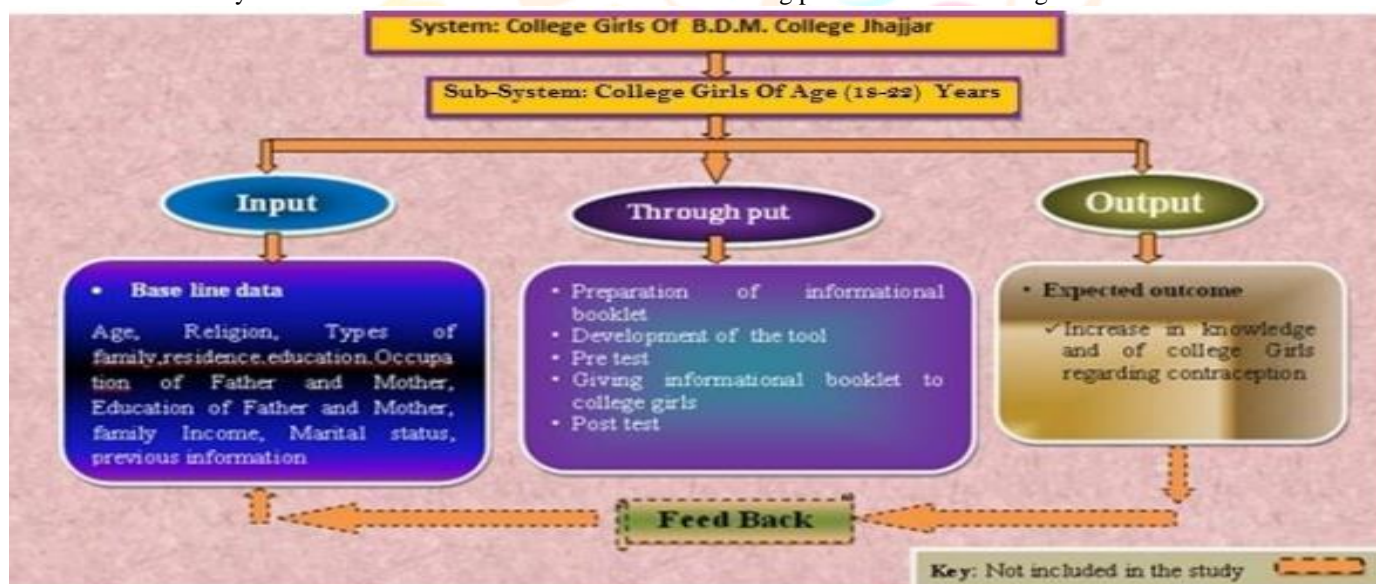 System: College Girls Of B.D.M. College Jhajjar
Sub-System: College Girls Of Age (18-22) Years
Input
• Base line data
Age, Religion, Types of
family,residence.education.Occupa
tion of Father and Mother,
Education of Father and Mother,
family Income, Marital status,
previous information
Through put
• Preparation of informational
booklet
• Development of the tool
• Pre test
• Giving informational booklet to
college girls
• Post test
Output
• Expected outcome
✓Increase in knowledge
and of college Girls
regarding contraception
Feed Back
Key: Not included in the study